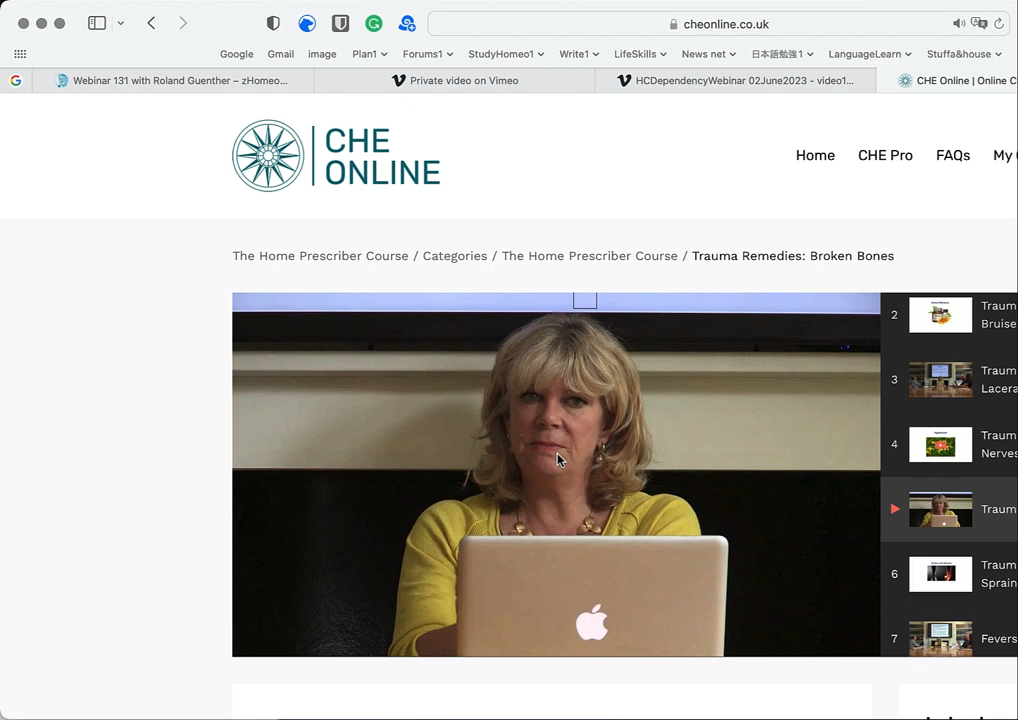 cheonline.co.uk
Google Gmail image Plan1 Forums1 StudyHomeo1 Write1 LifeSkills News net 日本語勉強1 LanguageLearn Stuffa&house
G Webinar 131 with Roland Guenther – zHomeo... Private video on Vimeo HCDependencyWebinar 02June2023 - video1... CHE Online | Online C
CHE
ONLINE
Home CHE Pro FAQs My
The Home Prescriber Course / Categories / The Home Prescriber Course / Trauma Remedies: Broken Bones
2 Traum
Bruise
3 Traum
Lacera
4 Traum
Nerves
Traum
6 Traum
Sprain
7 Fevers